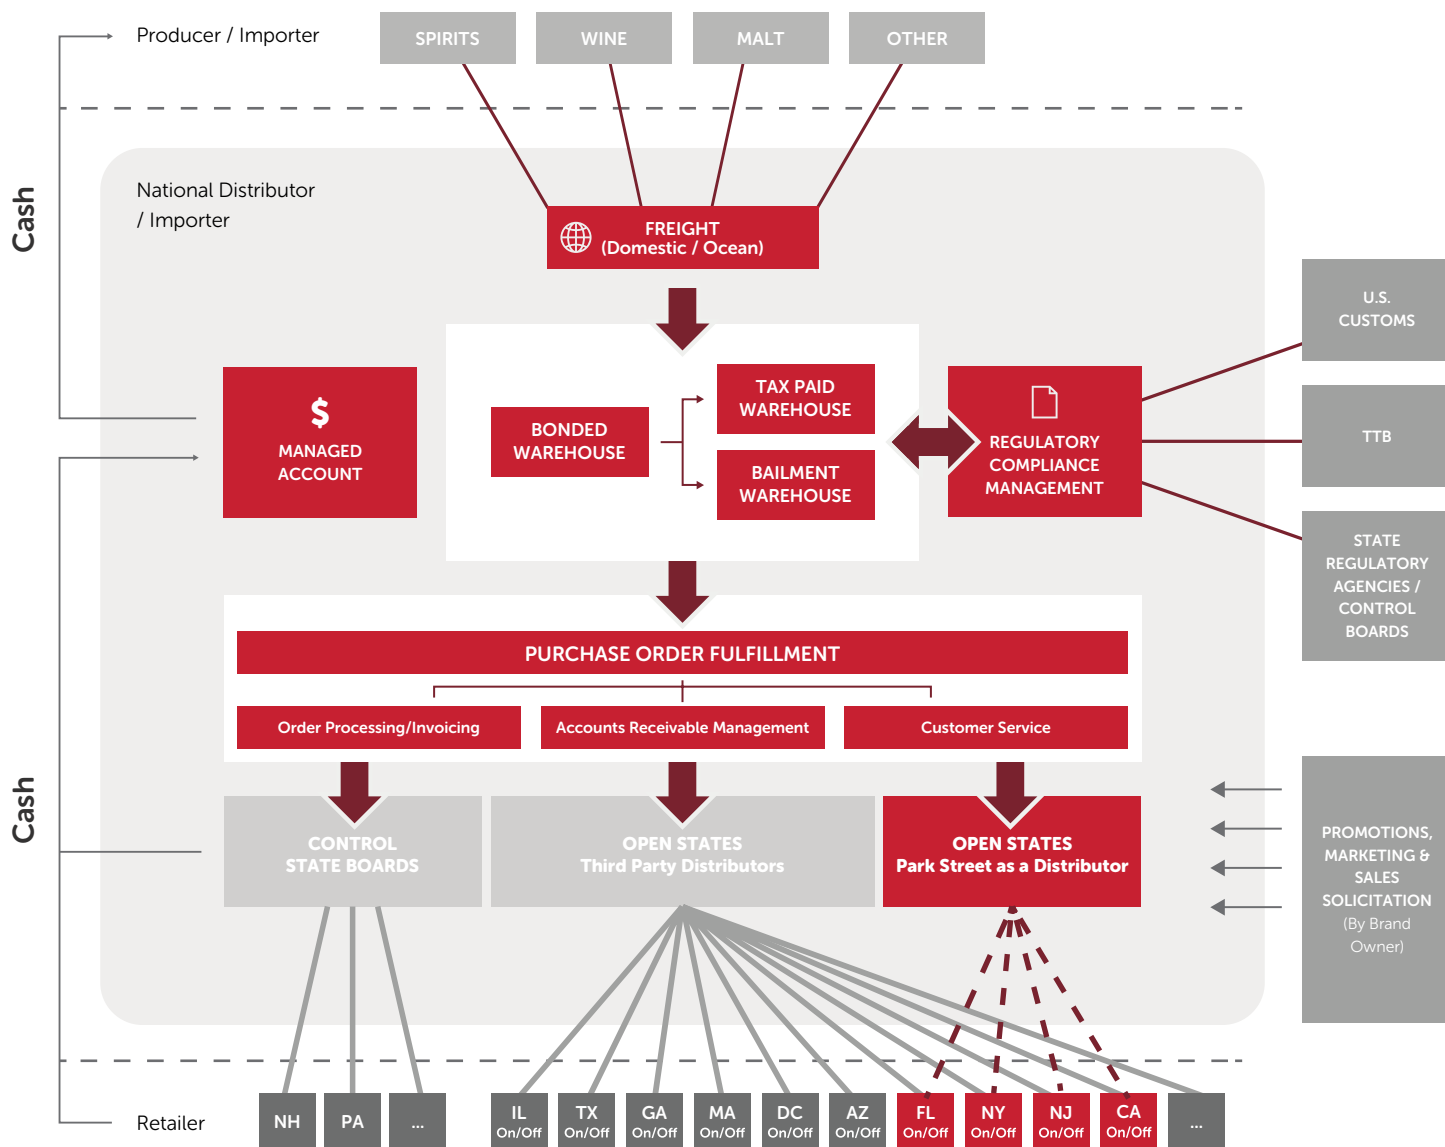 Producer / Importer
SPIRITS
WINE
MALT
OTHER
Cash
National Distributor
/ Importer
FREIGHT
(Domestic / Ocean)
U.S.
CUSTOMS
$
MANAGED
ACCOUNT
BONDED
WAREHOUSE
TAX PAID
WAREHOUSE
BAILMENT
WAREHOUSE
REGULATORY
COMPLIANCE
MANAGEMENT
TTB
STATE
REGULATORY
AGENCIES /
CONTROL
BOARDS
PURCHASE ORDER FULFILLMENT
Order Processing/Invoicing
Accounts Receivable Management
Customer Service
Cash
CONTROL
STATE BOARDS
OPEN STATES
Third Party Distributors
OPEN STATES
Park Street as a Distributor
PROMOTIONS,
MARKETING &
SALES
SOLICITATION
(By Brand
Owner)
Retailer
NH
PA
...
IL
On/Off
TX
On/Off
GA
On/Off
MA
On/Off
DC
On/Off
AZ
On/Off
FL
On/Off
NY
On/Off
NJ
On/Off
CA
On/Off
...